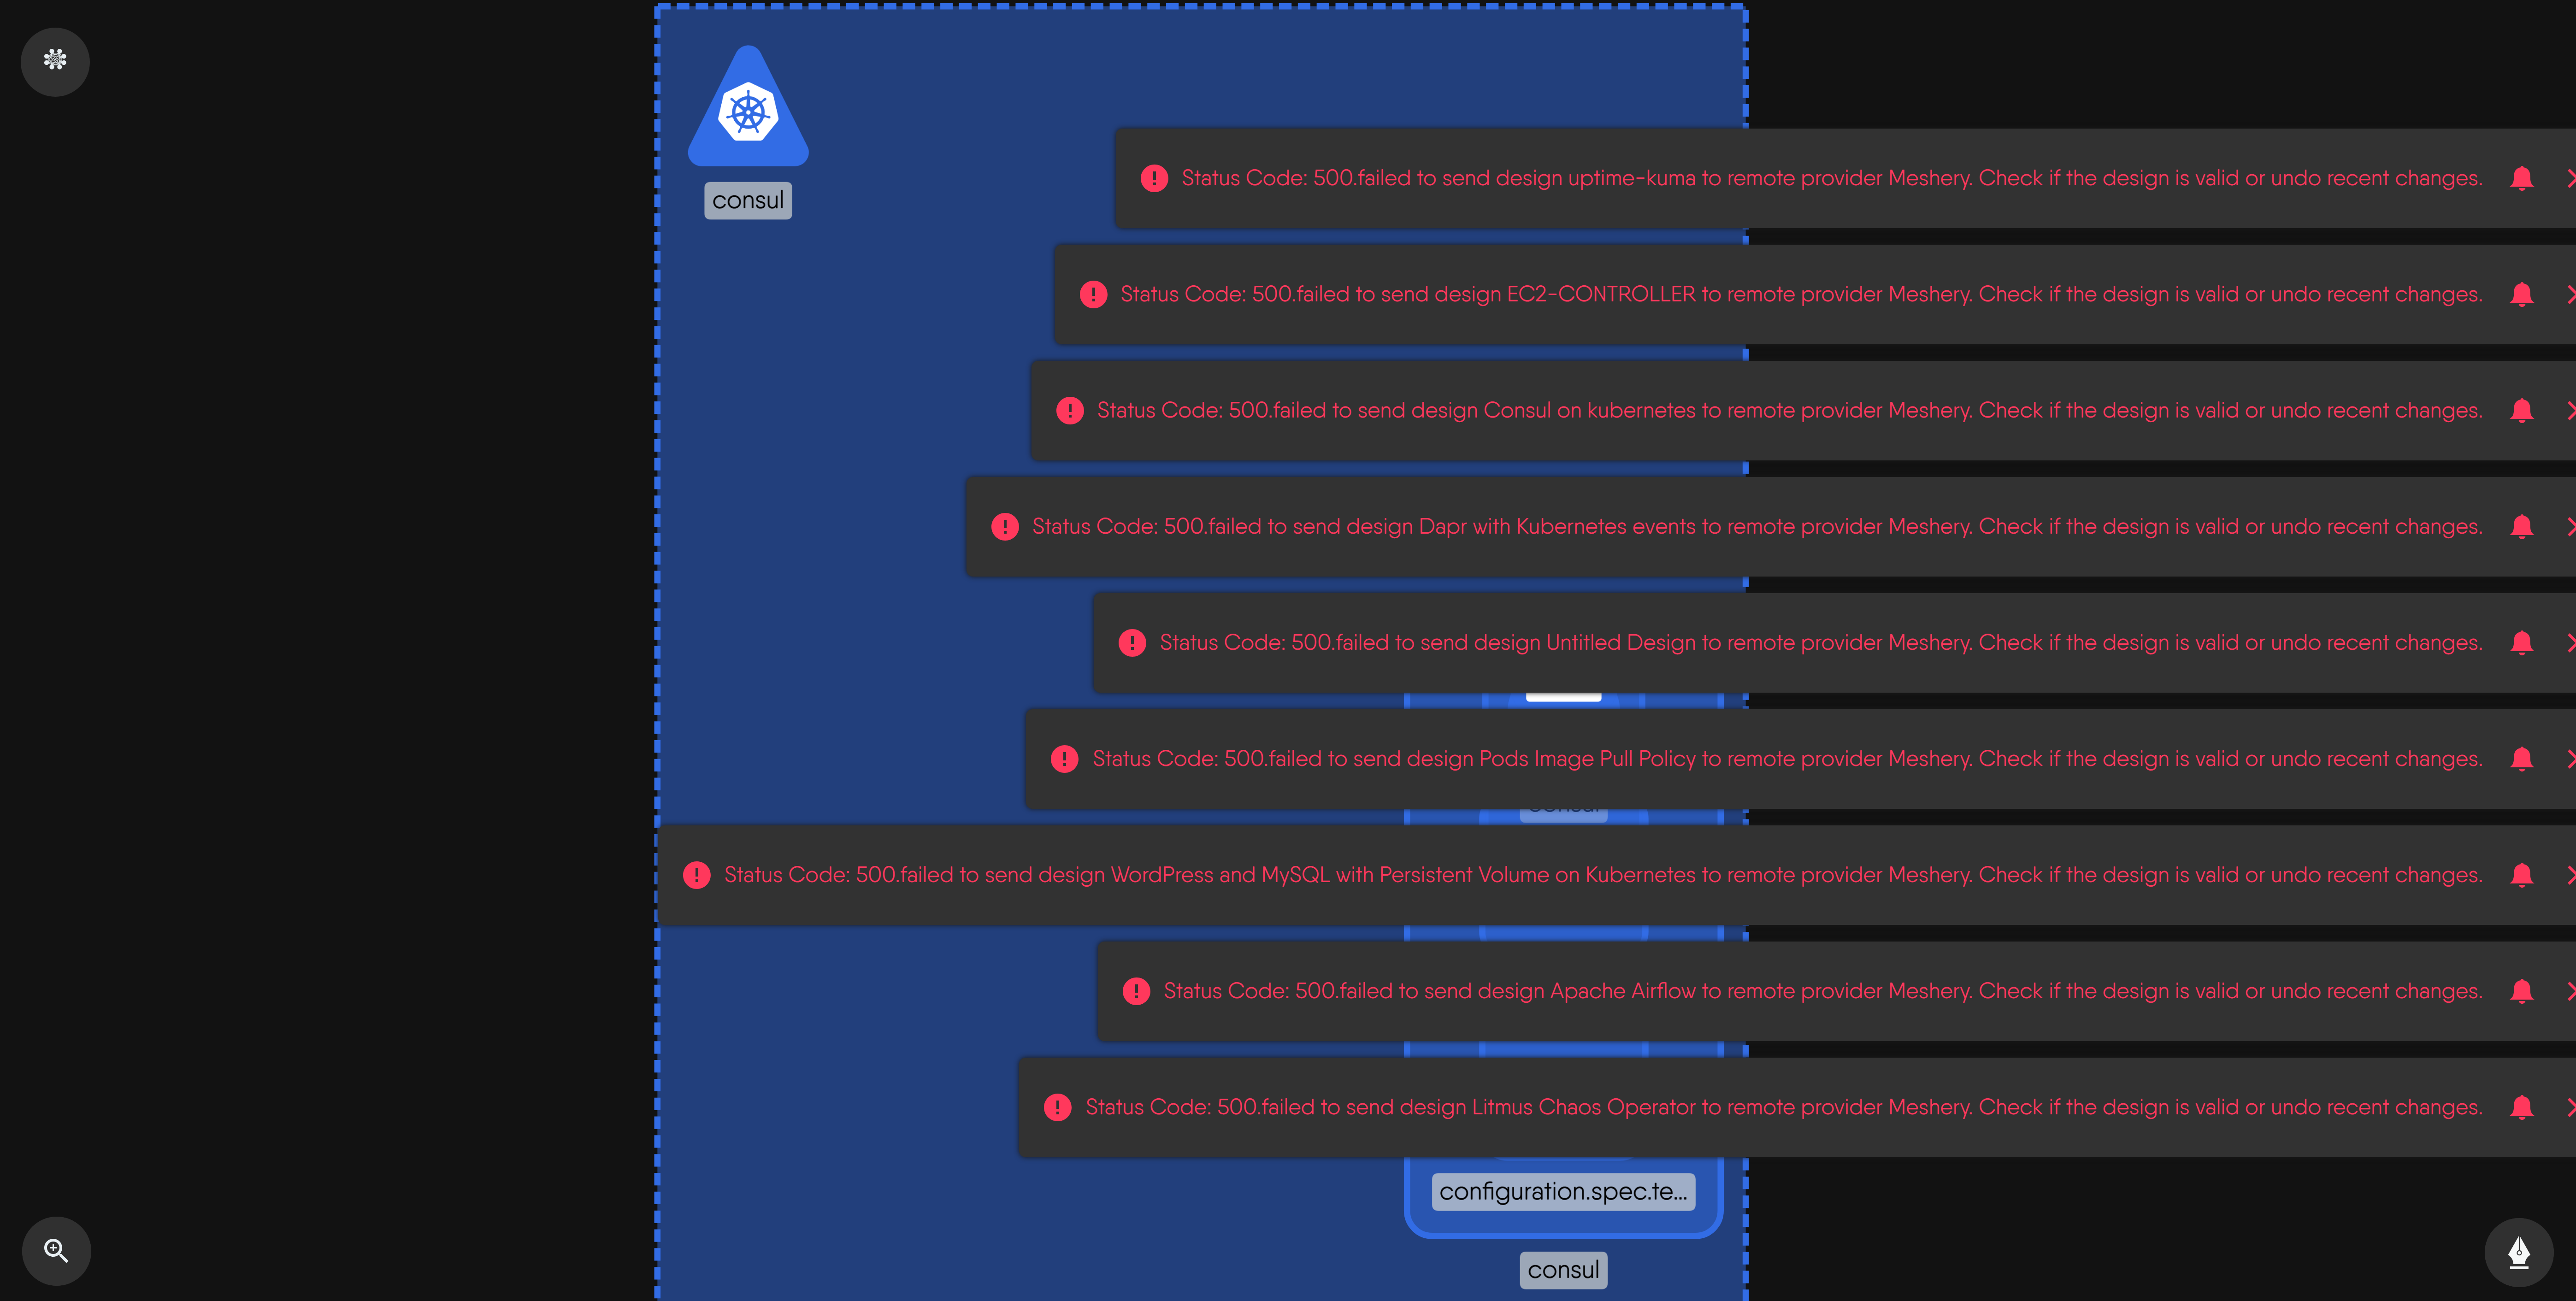 consul
Status Code: 500.failed to send design uptime-kuma to remote provider Meshery. Check if the design is valid or undo recent changes.
Status Code: 500.failed to send design EC2-CONTROLLER to remote provider Meshery. Check if the design is valid or undo recent changes.
Status Code: 500.failed to send design Consul on kubernetes to remote provider Meshery. Check if the design is valid or undo recent changes.
Status Code: 500.failed to send design Dapr with Kubernetes events to remote provider Meshery. Check if the design is valid or undo recent changes.
Status Code: 500.failed to send design Untitled Design to remote provider Meshery. Check if the design is valid or undo recent changes.
Status Code: 500.failed to send design Pods Image Pull Policy to remote provider Meshery. Check if the design is valid or undo recent changes.
Status Code: 500.failed to send design WordPress and MySQL with Persistent Volume on Kubernetes to remote provider Meshery. Check if the design is valid or undo recent changes.
Status Code: 500.failed to send design Apache Airflow to remote provider Meshery. Check if the design is valid or undo recent changes.
Status Code: 500.failed to send design Litmus Chaos Operator to remote provider Meshery. Check if the design is valid or undo recent changes.
configuration.spec.te...
consul